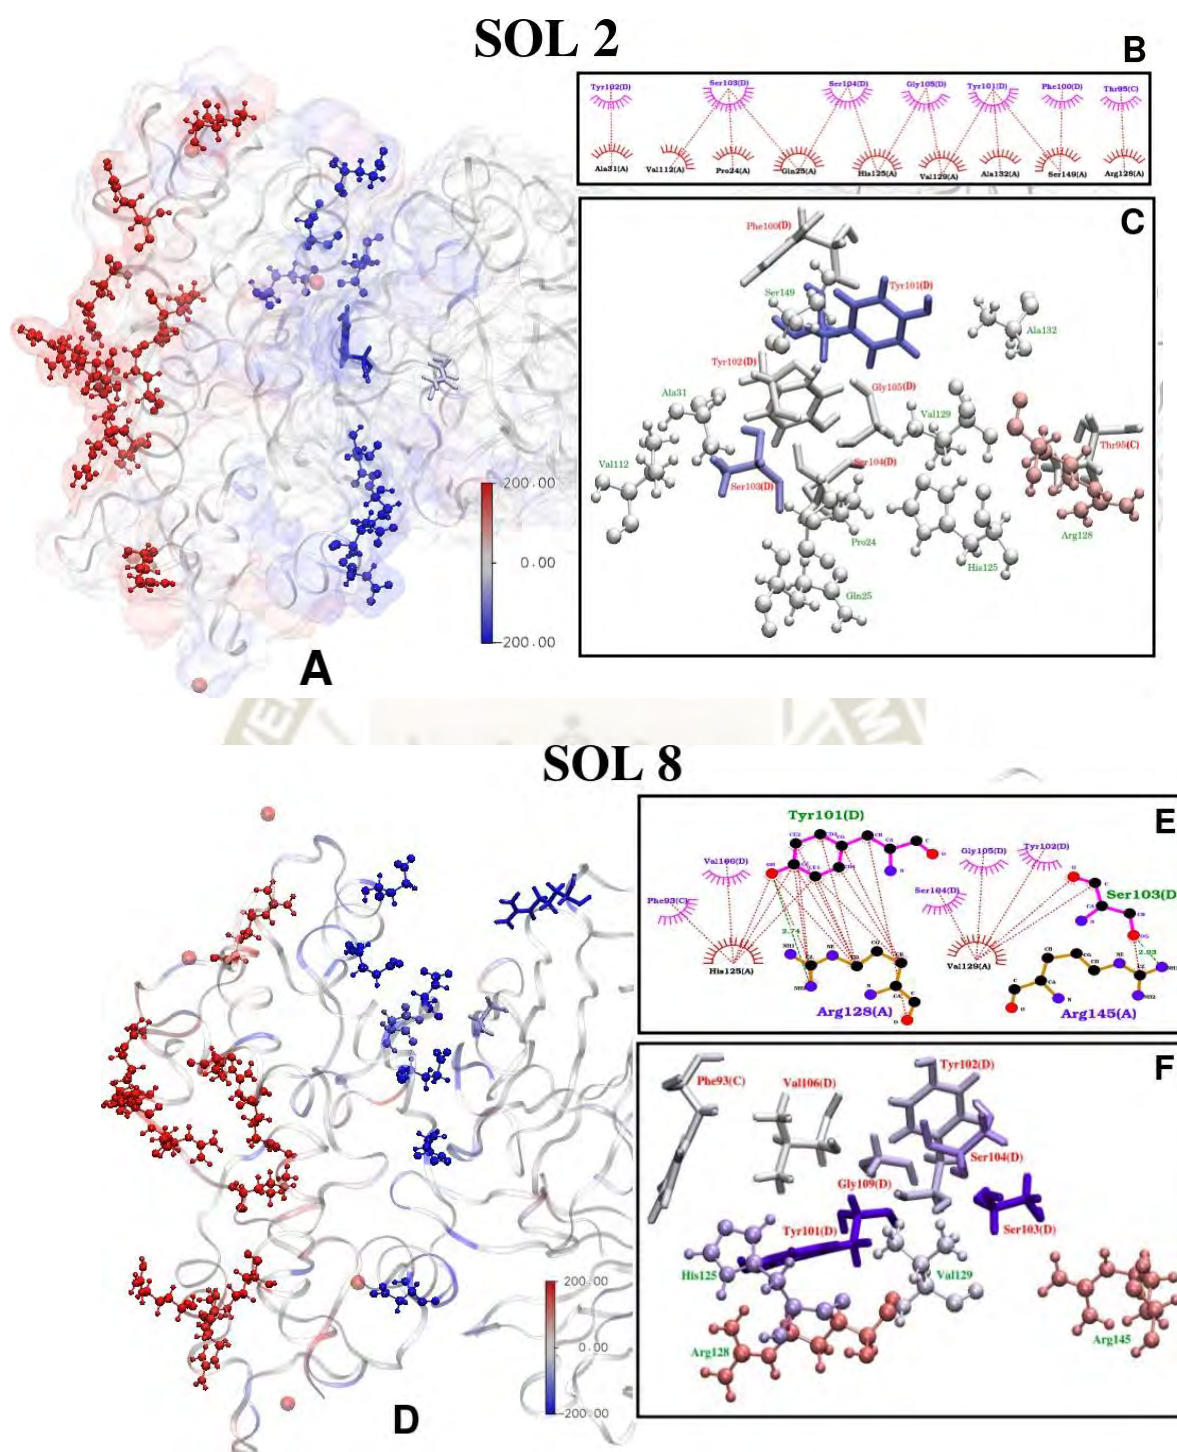 SOL 2
B
Tyr102(D) Ser103(D) Ser104(D) Gly105(D) Tyr101(D) Phe100(D) Thr95(C)
Ala31(A) Val112(A) Pro24(A) Gln25(A) His125(A) Val129(A) Ala132(A) Ser149(A) Arg128(A)
C
Phe100(D)
Ser149
Tyr101(D)
Ala132
Tyr102(D)
Gly105(D)
Ala31
Val129
Thr95(C)
Val112
Ser103(D)
Ser104(D)
Arg128
Pro24
His125
Gln25
200.00
0.00
-200.00
A
SOL 8
E
Tyr101(D)
Val106(D)
Gly105(D)
Tyr102(D)
Phe93(C)
Ser104(D)
Ser103(D)
2.74
His125(A)
Val129(A)
Arg128(A)
Arg145(A)
F
Phe93(C)
Val106(D)
Tyr102(D)
Ser104(D)
Gly109(D)
Tyr101(D)
Ser103(D)
His125
Val129
Arg128
Arg145
200.00
0.00
-200.00
D